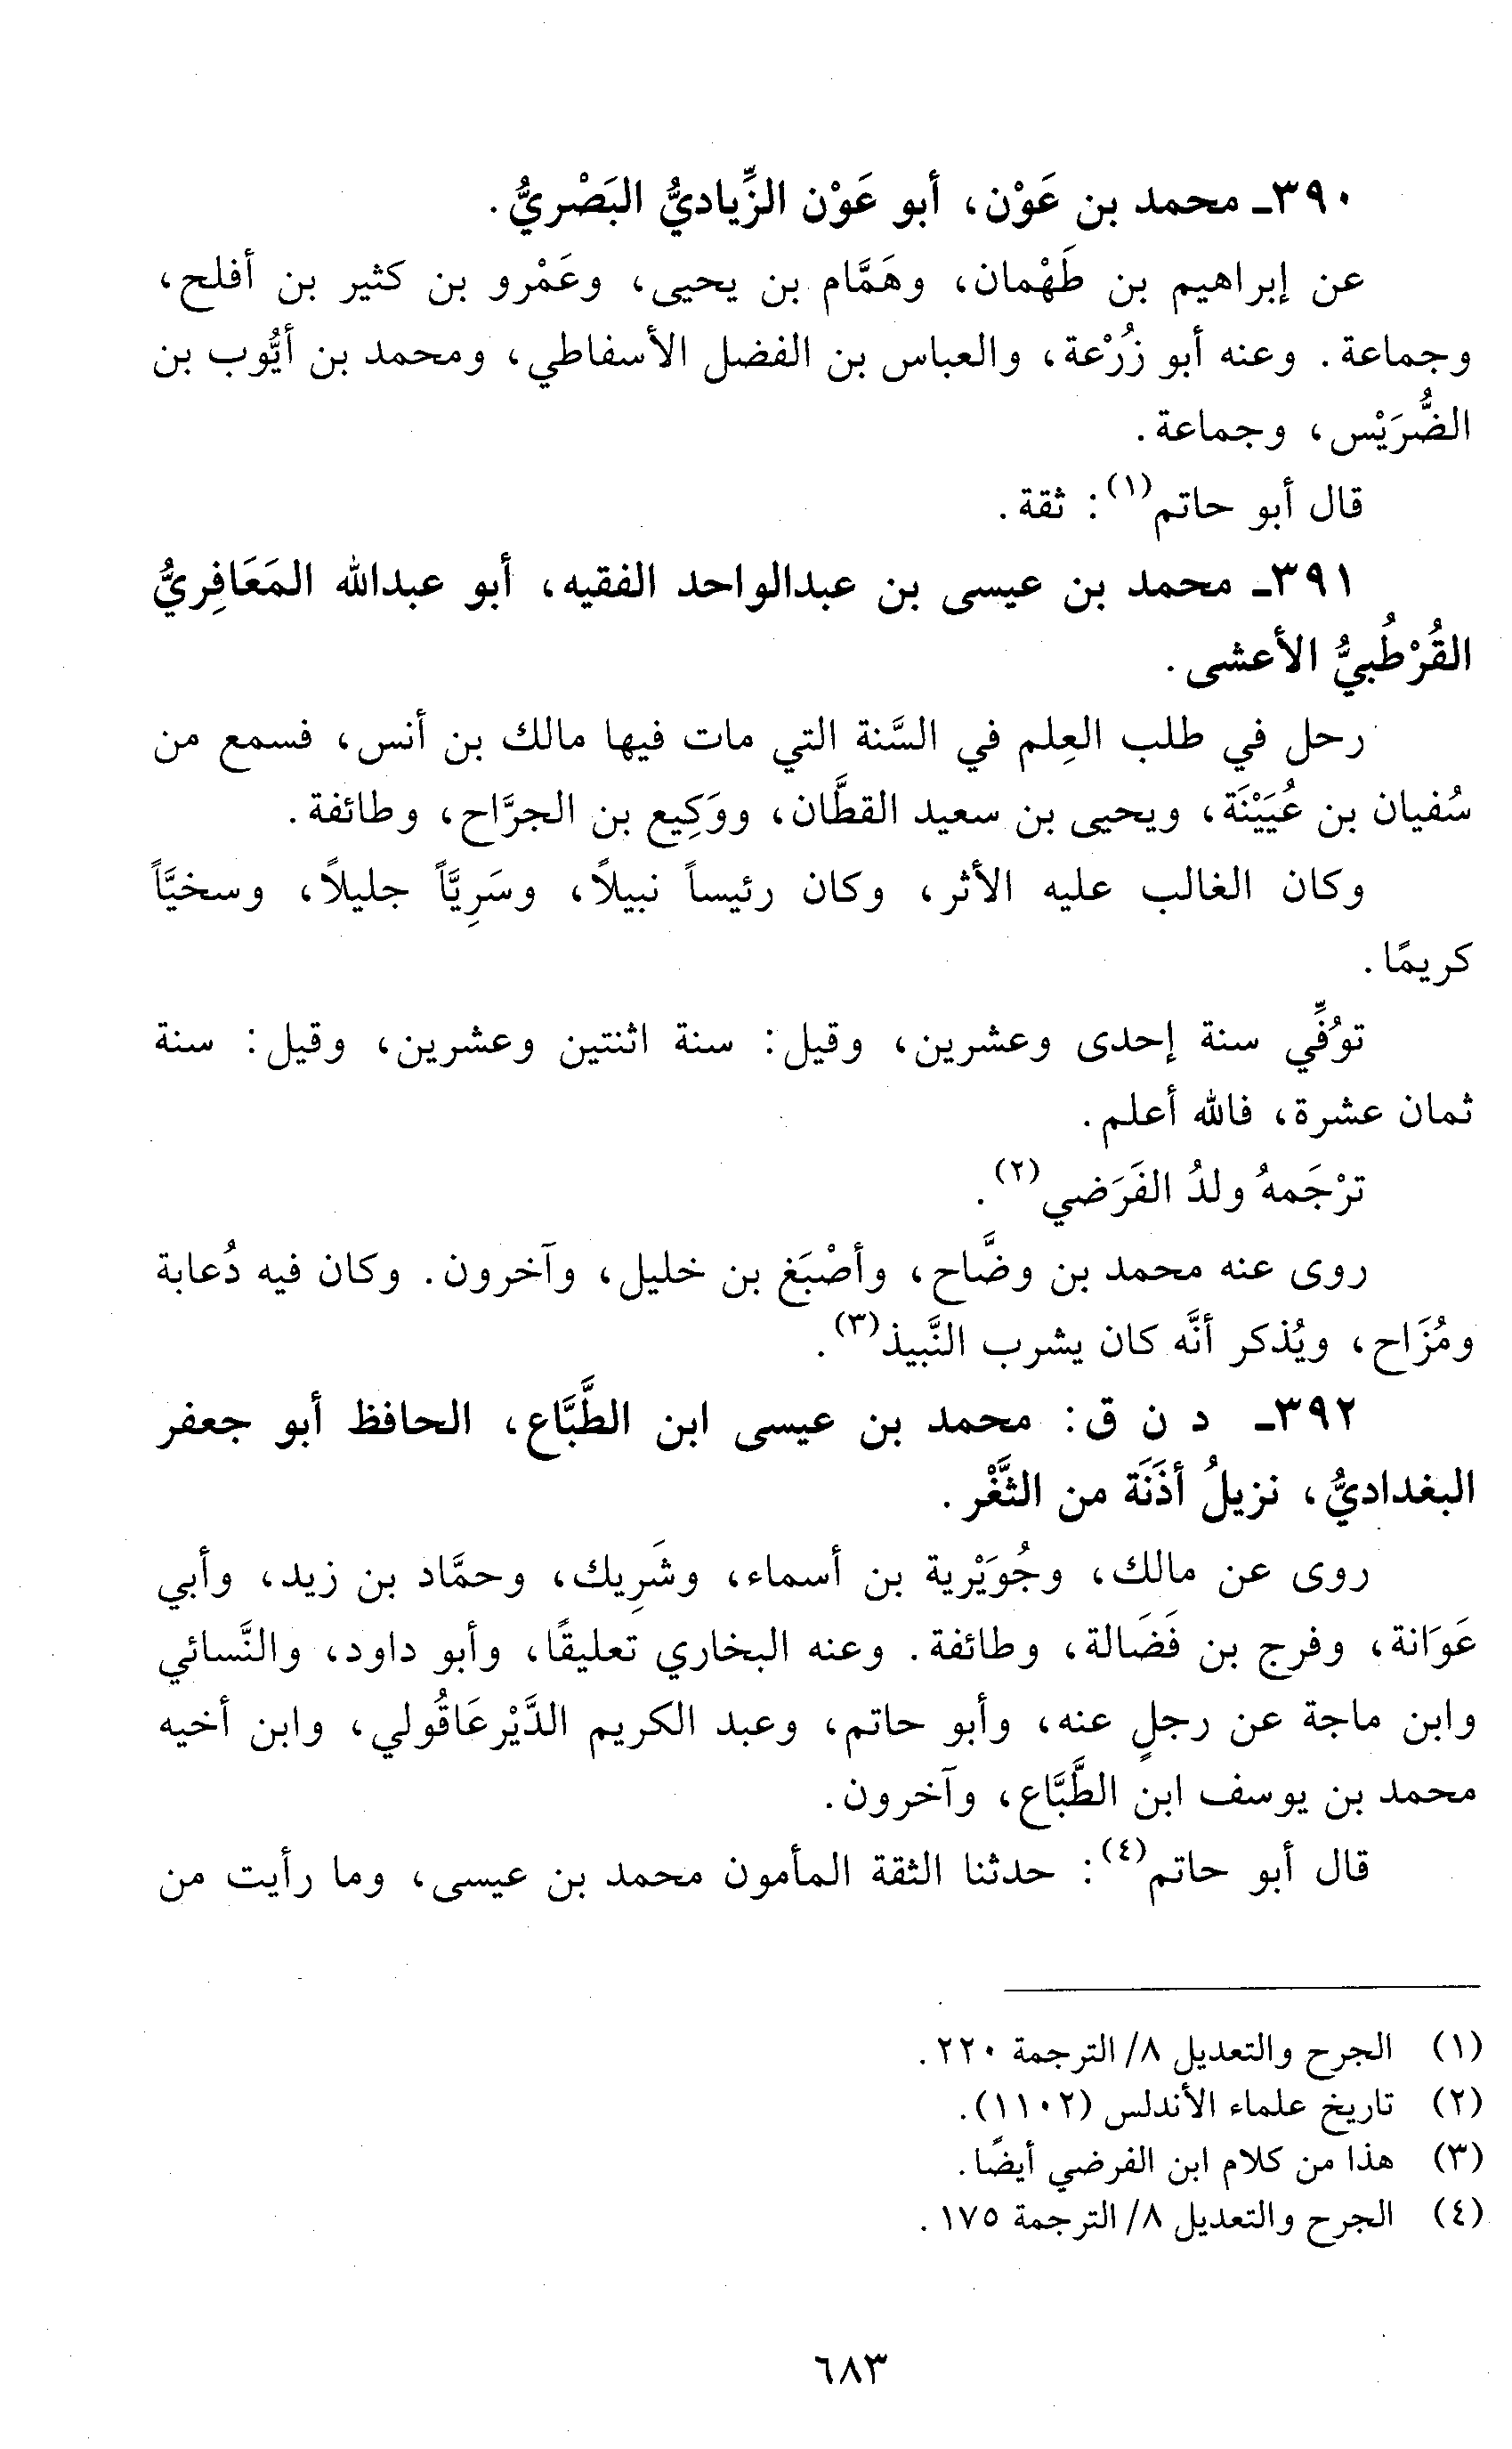 ٣٩٠ـ محمد بن عَوْن، أبو عَوْن الزِّياديُّ البَصْريُّ.
عن إبراهيم بن طَهْمان، وهَمَّام بن يحيى، وعَمْرو بن كثير بن أفلح،
وجماعة. وعنه أبو زُرْعة، والعباس بن الفضل الأسفاطي، ومحمد بن أيُّوب بن
الضُّرَيْس، وجماعة.
قال أبو حاتم(١): ثقة.
٣٩١ـ محمد بن عيسى بن عبدالواحد الفقيه، أبو عبدالله المَعَافِريُّ
القُرْطُبيُّ الأعشى.
رحل في طلب العِلم في السَّنة التي مات فيها مالك بن أنس، فسمع من
سُفيان بن عُيَيْنَة، ويحيى بن سعيد القطَّان، ووَكِيع بن الجرَّاح، وطائفة.
وكان الغالب عليه الأثر، وكان رئيساً نبيلاً، وسَرِيَّاً جليلاً، وسخيَّاً
كريمًا.
توُفِّي سنة إحدى وعشرين، وقيل: سنة اثنتين وعشرين، وقيل: سنة
ثمان عشرة، فالله أعلم.
ترْجَمهُ ولدُ الفَرَضي(٢).
روى عنه محمد بن وضَّاح، وأصْبَغ بن خليل، وآخرون. وكان فيه دُعابة
ومُزَاح، ويُذكر أنَّه كان يشرب النَّبيذ(٣).
٣٩٢ـ د ن ق: محمد بن عيسى ابن الطَّبَّاع، الحافظ أبو جعفر
البغداديُّ، نزيلُ أذَنَة من الثَّغْر.
روى عن مالك، وجُوَيْرية بن أسماء، وشَرِيك، وحمَّاد بن زيد، وأبي
عَوَانة، وفرج بن فَضَالة، وطائفة. وعنه البخاري تعليقًا، وأبو داود، والنَّسائي
وابن ماجة عن رجلٍ عنه، وأبو حاتم، وعبد الكريم الدَّيْرعَاقُولي، وابن أخيه
محمد بن يوسف ابن الطَّبَّاع، وآخرون.
قال أبو حاتم(٤): حدثنا الثقة المأمون محمد بن عيسى، وما رأيت من
(١) الجرح والتعديل ٨/ الترجمة ٢٢٠.
(٢) تاريخ علماء الأندلس (١١٠٢).
(٣) هذا من كلام ابن الفرضي أيضًا.
(٤) الجرح والتعديل ٨/ الترجمة ١٧٥.
٦٨٣